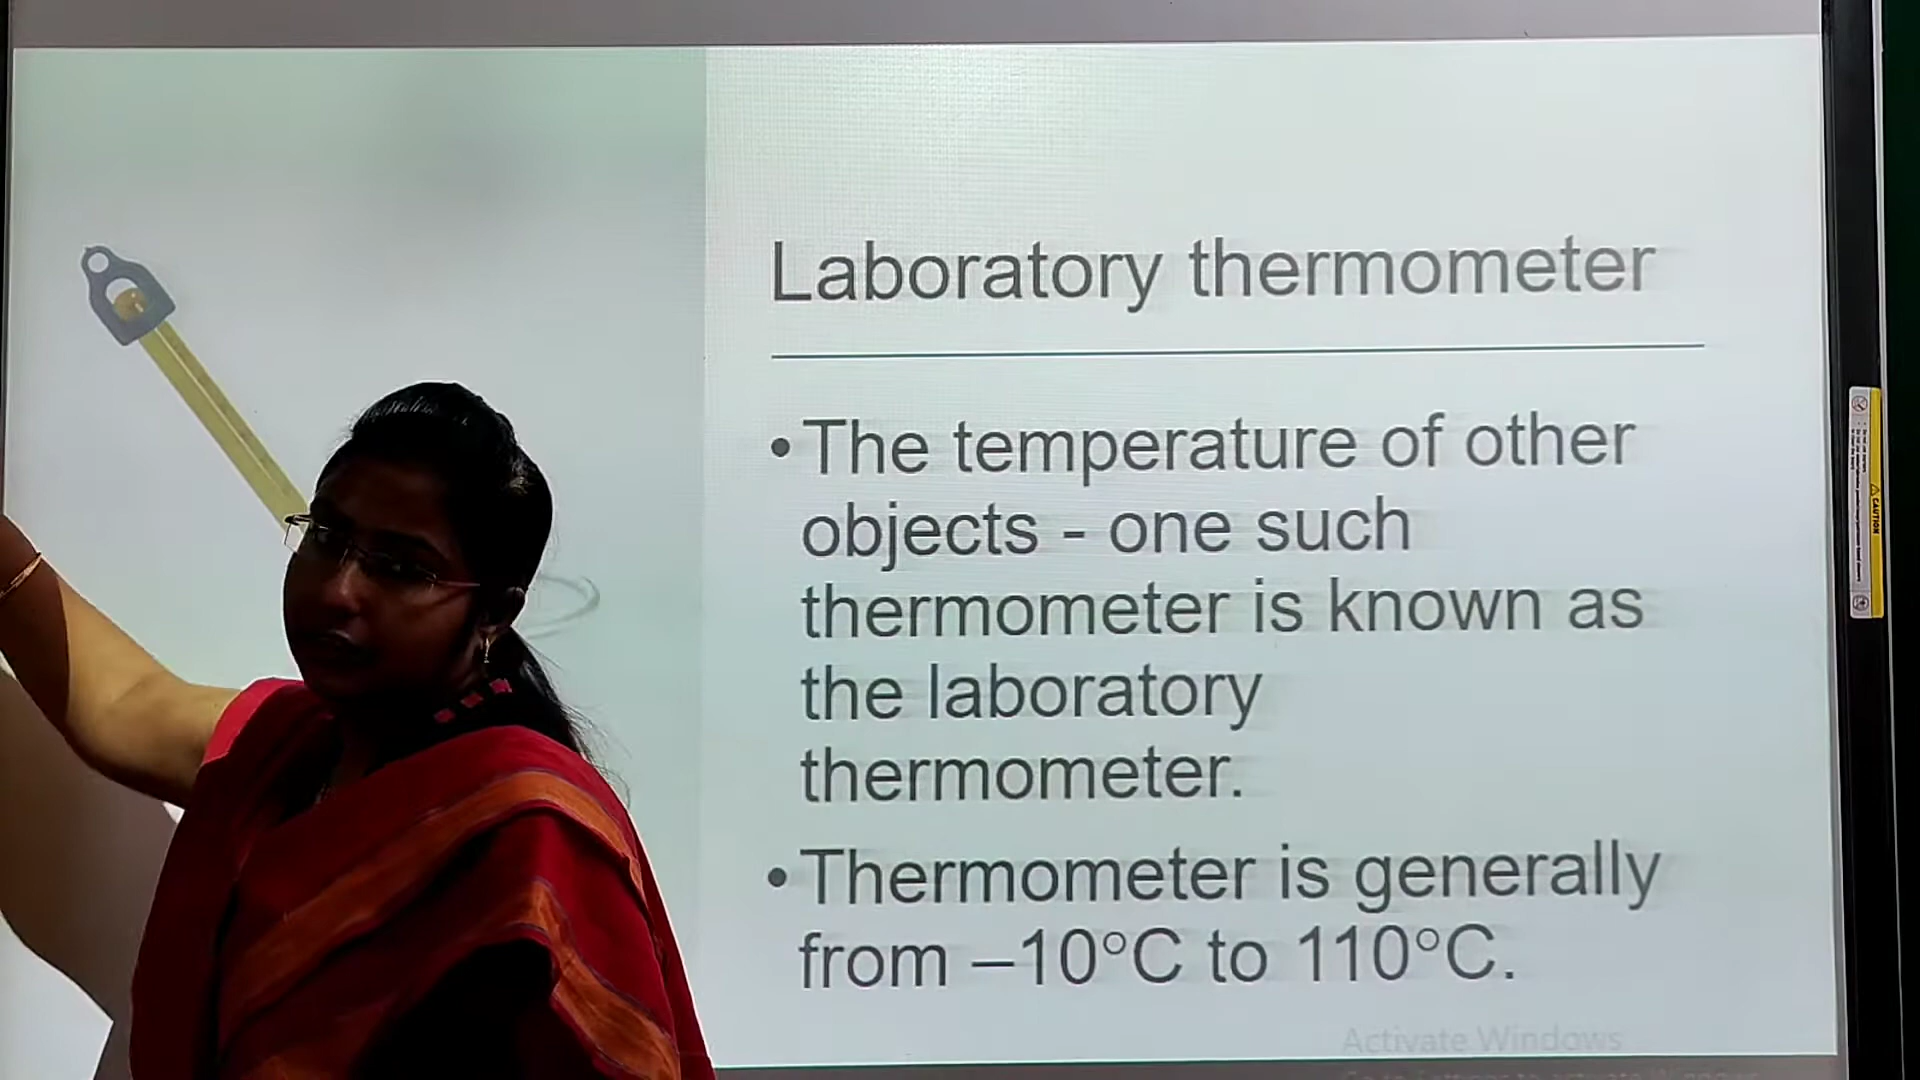 Laboratory thermometer
•The temperature of other
objects - one such
thermometer is known as
the laboratory
thermometer.
•Thermometer is generally
from –10°C to 110°C.
Activate Windows
CAUTION